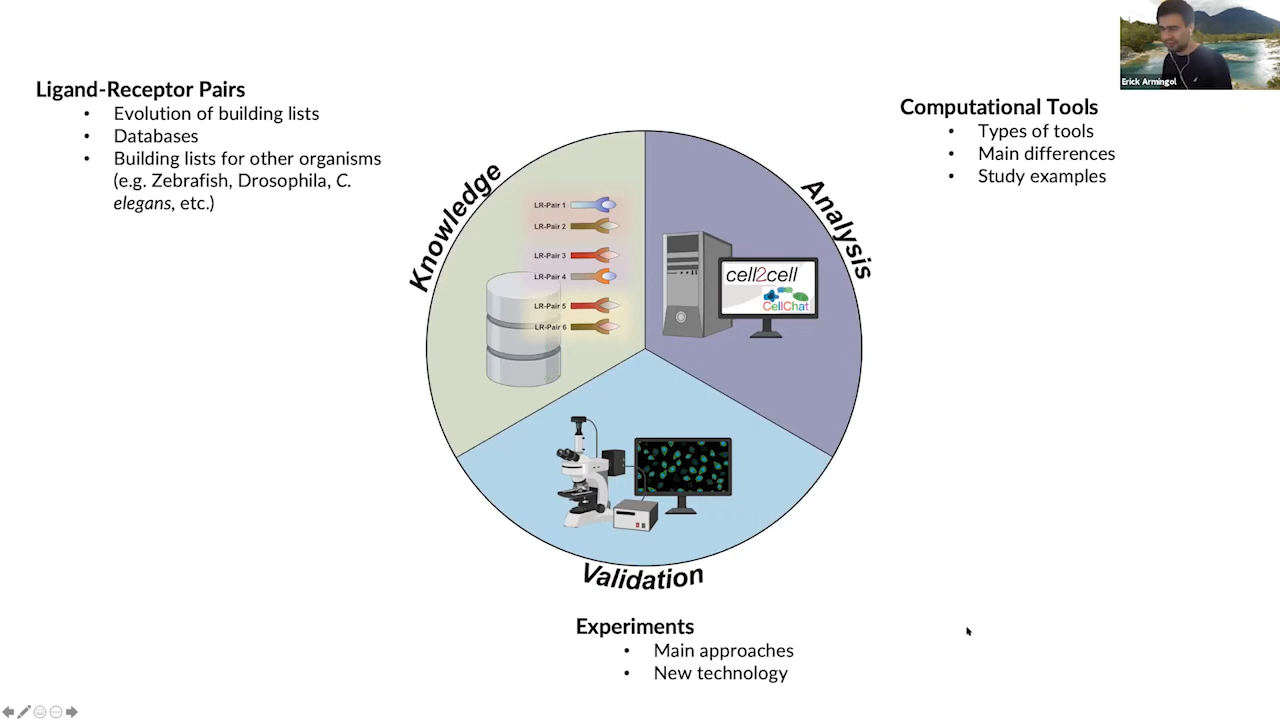 Ligand-Receptor Pairs
• Evolution of building lists
• Databases
• Building lists for other organisms
(e.g. Zebrafish, Drosophila, C.
elegans, etc.)
Erick Armingol
Computational Tools
• Types of tools
• Main differences
• Study examples
Knowledge
LR-Pair 1
LR-Pair 2
LR-Pair 3
LR-Pair 4
LR-Pair 5
LR-Pair 6
Analysis
cell2cell
CellChat
Validation
Experiments
• Main approaches
• New technology